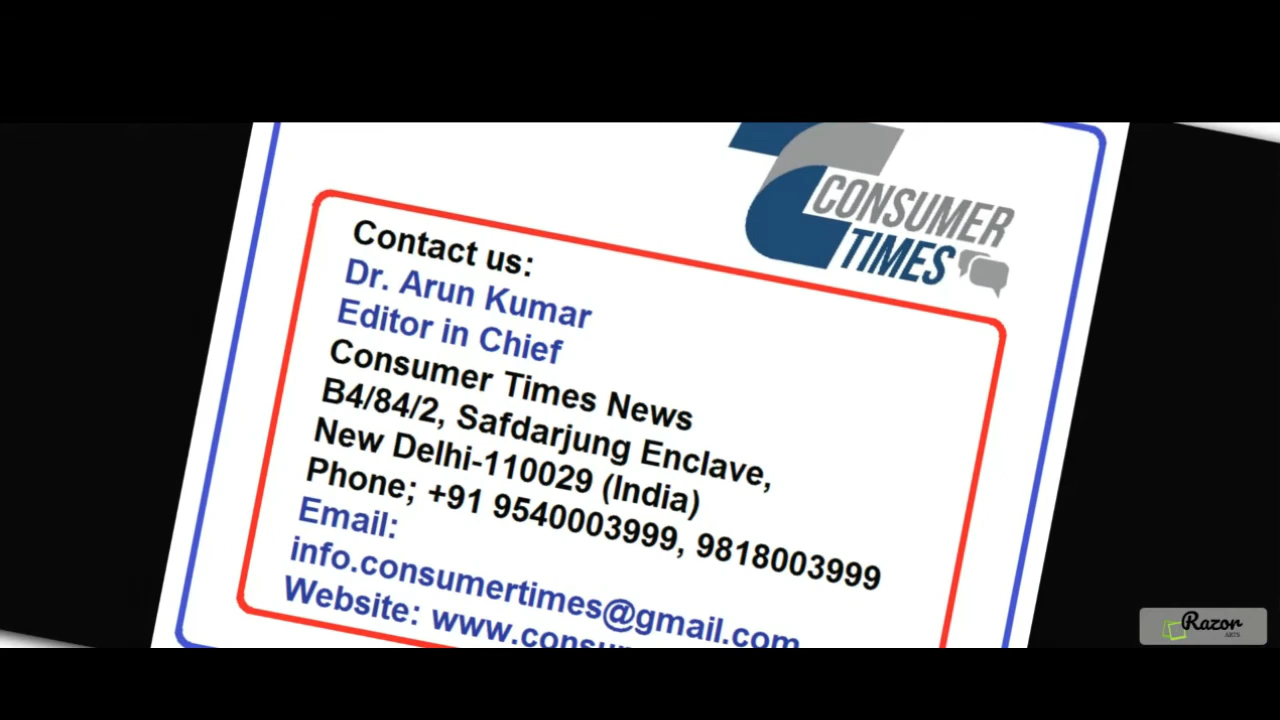 CONSUMER
TIMES
Contact us:
Dr. Arun Kumar
Editor in Chief
Consumer Times News
B4/84/2, Safdarjung Enclave,
New Delhi-110029 (India)
Phone; +91 9540003999, 9818003999
Email:
info.consumertimes@gmail.com
Website:
Razor
ARTS